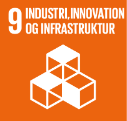 9 INDUSTRI, INNOVATION
OG INFRASTRUKTUR